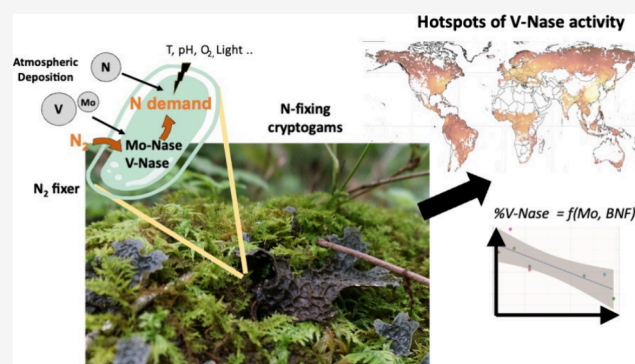 Hotspots of V-Nase activity
T, pH, O2, Light ..
Atmospheric
Deposition
N
V
Mo
N demand
N2
Mo-Nase
V-Nase
N2 fixer
N-fixing
cryptogams
%V-Nase = f(Mo, BNF)